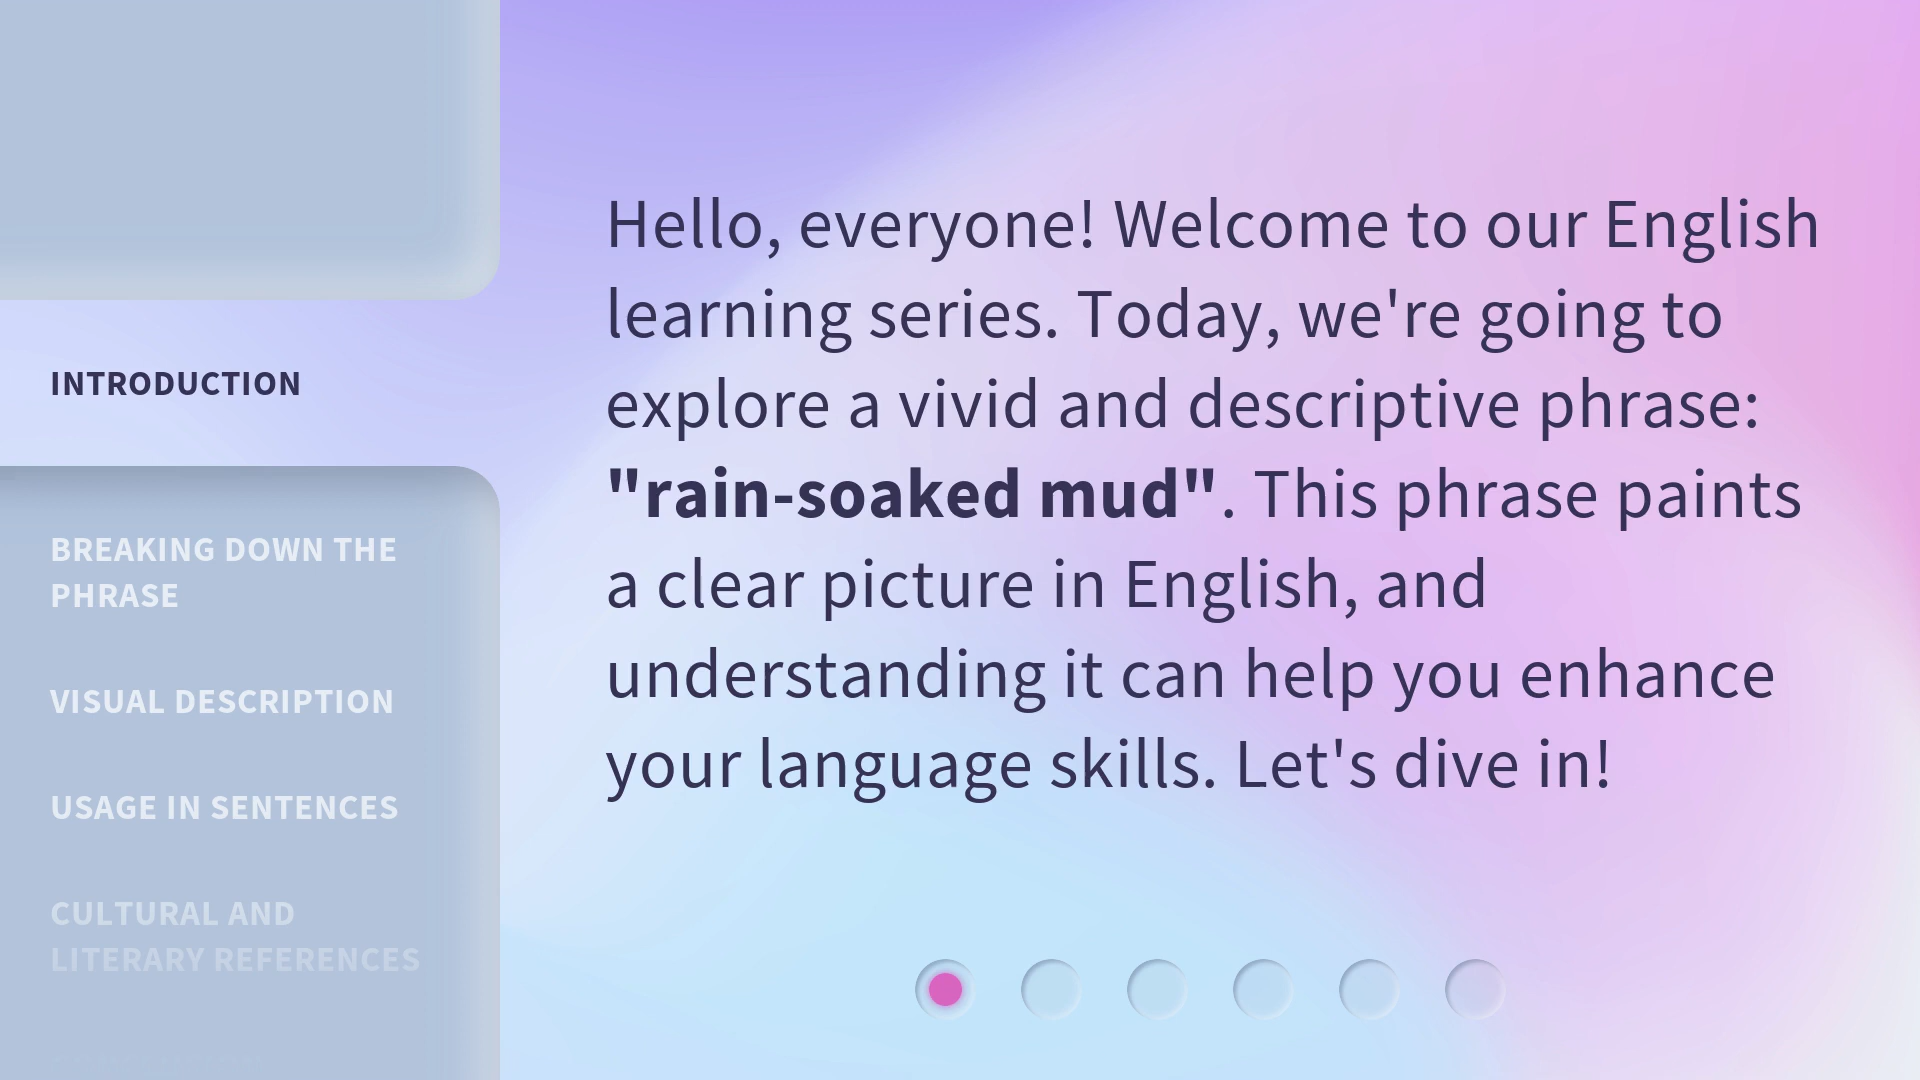 INTRODUCTION
BREAKING DOWN THE
PHRASE
VISUAL DESCRIPTION
USAGE IN SENTENCES
CULTURAL AND
LITERARY REFERENCES
Hello, everyone! Welcome to our English
learning series. Today, we're going to
explore a vivid and descriptive phrase:
"rain-soaked mud". This phrase paints
a clear picture in English, and
understanding it can help you enhance
your language skills. Let's dive in!